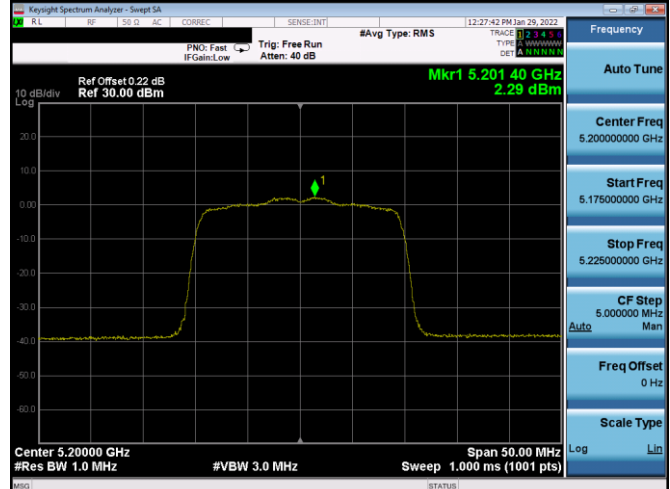 Keysight Spectrum Analyzer - Swept SA
RL RF 50 Ω AC CORREC SENSE:INT 12:27:42 PM Jan 29, 2022
#Avg Type: RMS
TRACE 1 2 3 4 5 6
TYPE A WWWWW
DET A NNNNN
PNO: Fast
IFGain:Low
Trig: Free Run
Atten: 40 dB
Mkr1 5.201 40 GHz
2.29 dBm
Ref Offset 0.22 dB
10 dB/div Ref 30.00 dBm
Log
20.0
1
0.00
-10.0
-20.0
-30.0
-40.0
-50.0
-60.0
Center 5.20000 GHz
Span 50.00 MHz
#Res BW 1.0 MHz
#VBW 3.0 MHz
Sweep 1.000 ms (1001 pts)
MSG
STATUS
Frequency
Auto Tune
Center Freq
5.200000000 GHz
Start Freq
5.175000000 GHz
Stop Freq
5.225000000 GHz
CF Step
5.000000 MHz
Auto Man
Freq Offset
0 Hz
Scale Type
Log Lin